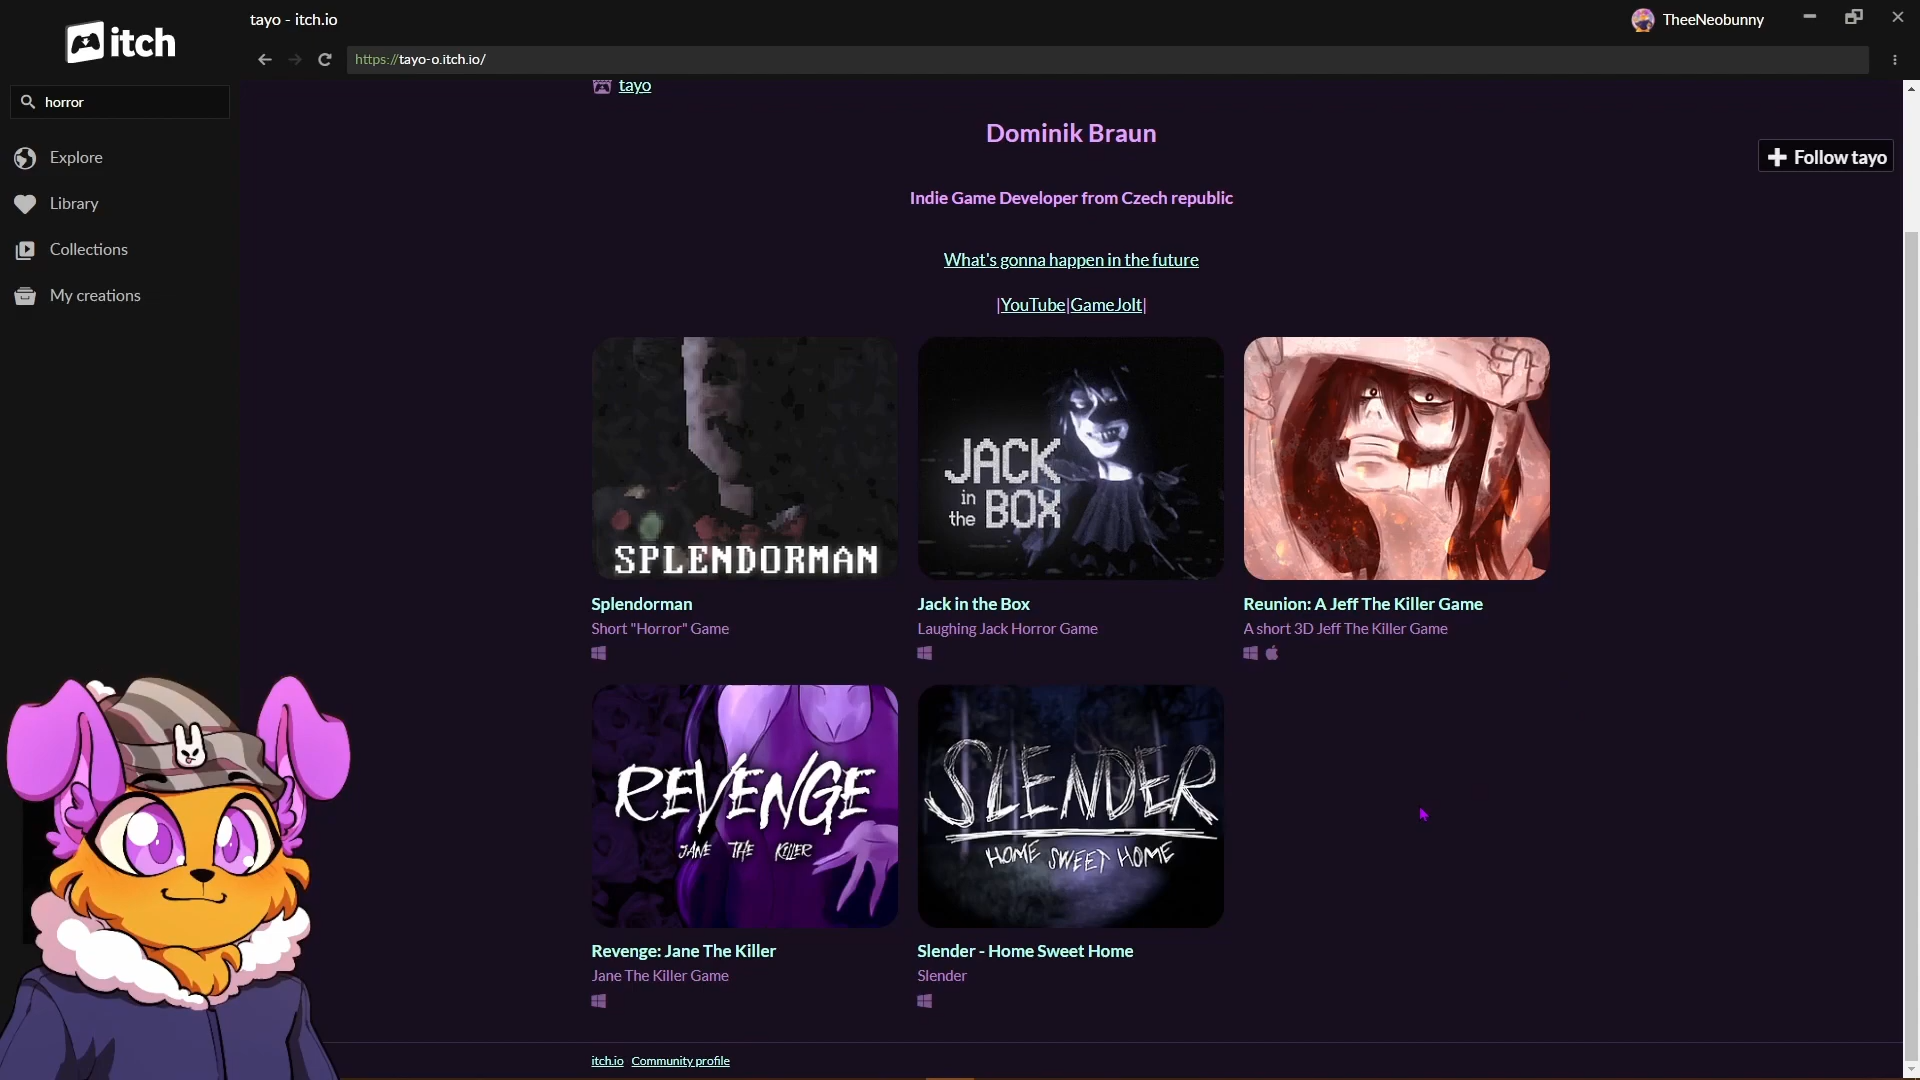 tayo - itch.io
TheeNeobunny
itch
https://tayo-o.itch.io/
horror
Explore
Library
Collections
My creations
tayo
Dominik Braun
Follow tayo
Indie Game Developer from Czech republic
What's gonna happen in the future
|YouTube|GameJolt|
SPLENDORMAN
JACK
in
the BOX
Splendorman
Short "Horror" Game
Jack in the Box
Laughing Jack Horror Game
Reunion: A Jeff The Killer Game
A short 3D Jeff The Killer Game
REVENGE
JANE THE KILLER
SLENDER
HOME SWEET HOME
Revenge: Jane The Killer
Jane The Killer Game
Slender - Home Sweet Home
Slender
itch.io Community profile